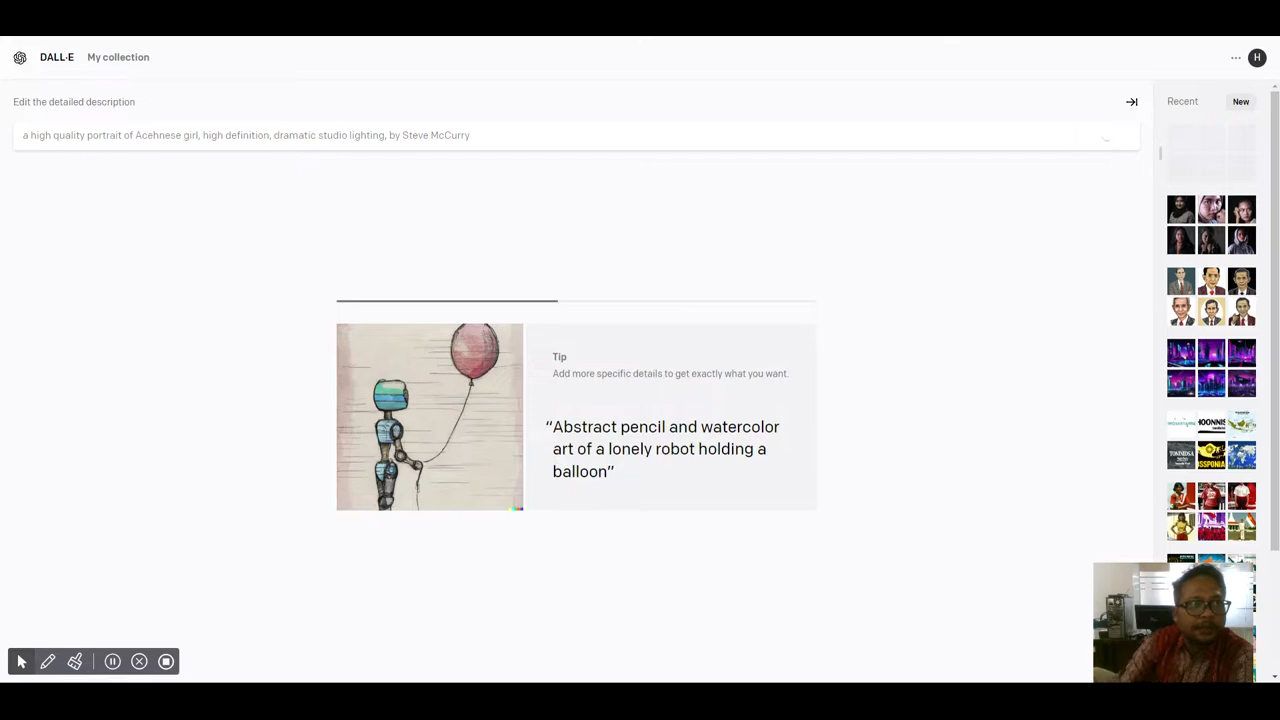 DALL·E My collection
H
Edit the detailed description
Recent New
a high quality portrait of Acehnese girl, high definition, dramatic studio lighting, by Steve McCurry
Tip
Add more specific details to get exactly what you want.
“Abstract pencil and watercolor
art of a lonely robot holding a
balloon”